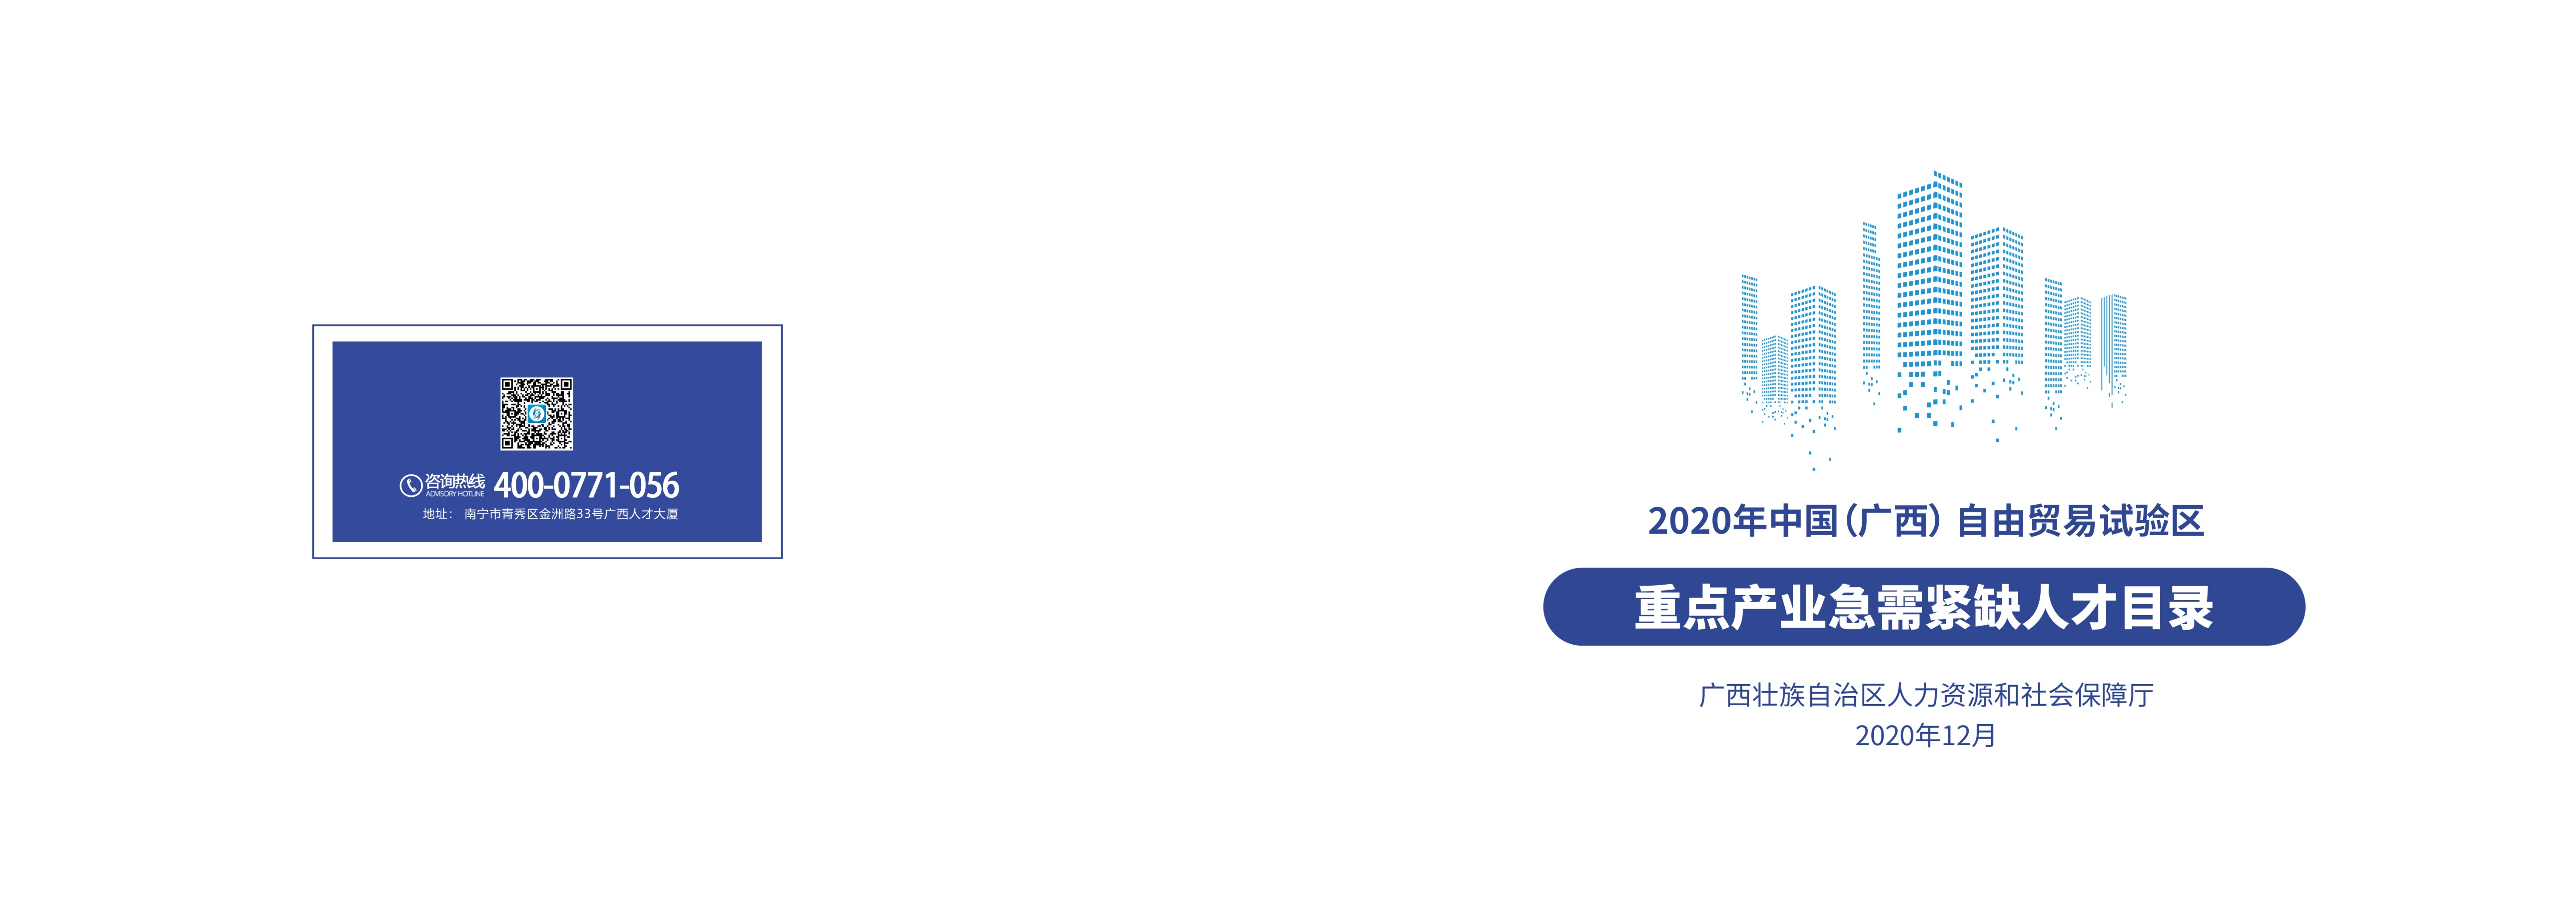 咨询热线
ADVISORY HOTLINE
400-0771-056
地址： 南宁市青秀区金洲路33号广西人才大厦
2020年中国（广西）自由贸易试验区
重点产业急需紧缺人才目录
广西壮族自治区人力资源和社会保障厅
2020年12月